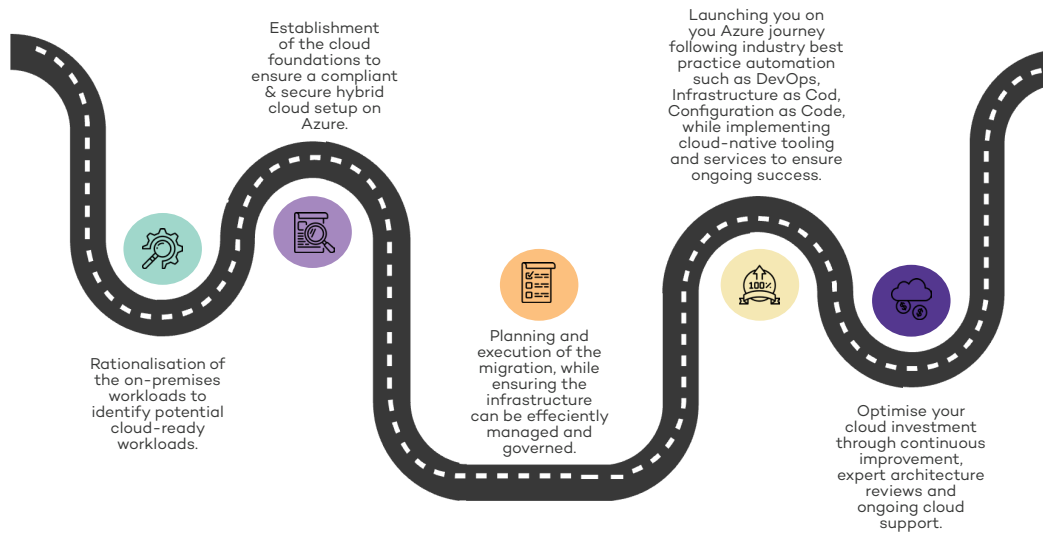 Rationalisation of
the on-premises
workloads to
identify potential
cloud-ready
workloads.
Establishment
of the cloud
foundations to
ensure a compliant
& secure hybrid
cloud setup on
Azure.
Planning and
execution of the
migration, while
ensuring the
infrastructure
can be effeciently
managed and
governed.
Launching you on
you Azure journey
following industry best
practice automation
such as DevOps,
Infrastructure as Cod,
Configuration as Code,
while implementing
cloud-native tooling
and services to ensure
ongoing success.
100%
Optimise your
cloud investment
through continuous
improvement,
expert architecture
reviews and
ongoing cloud
support.